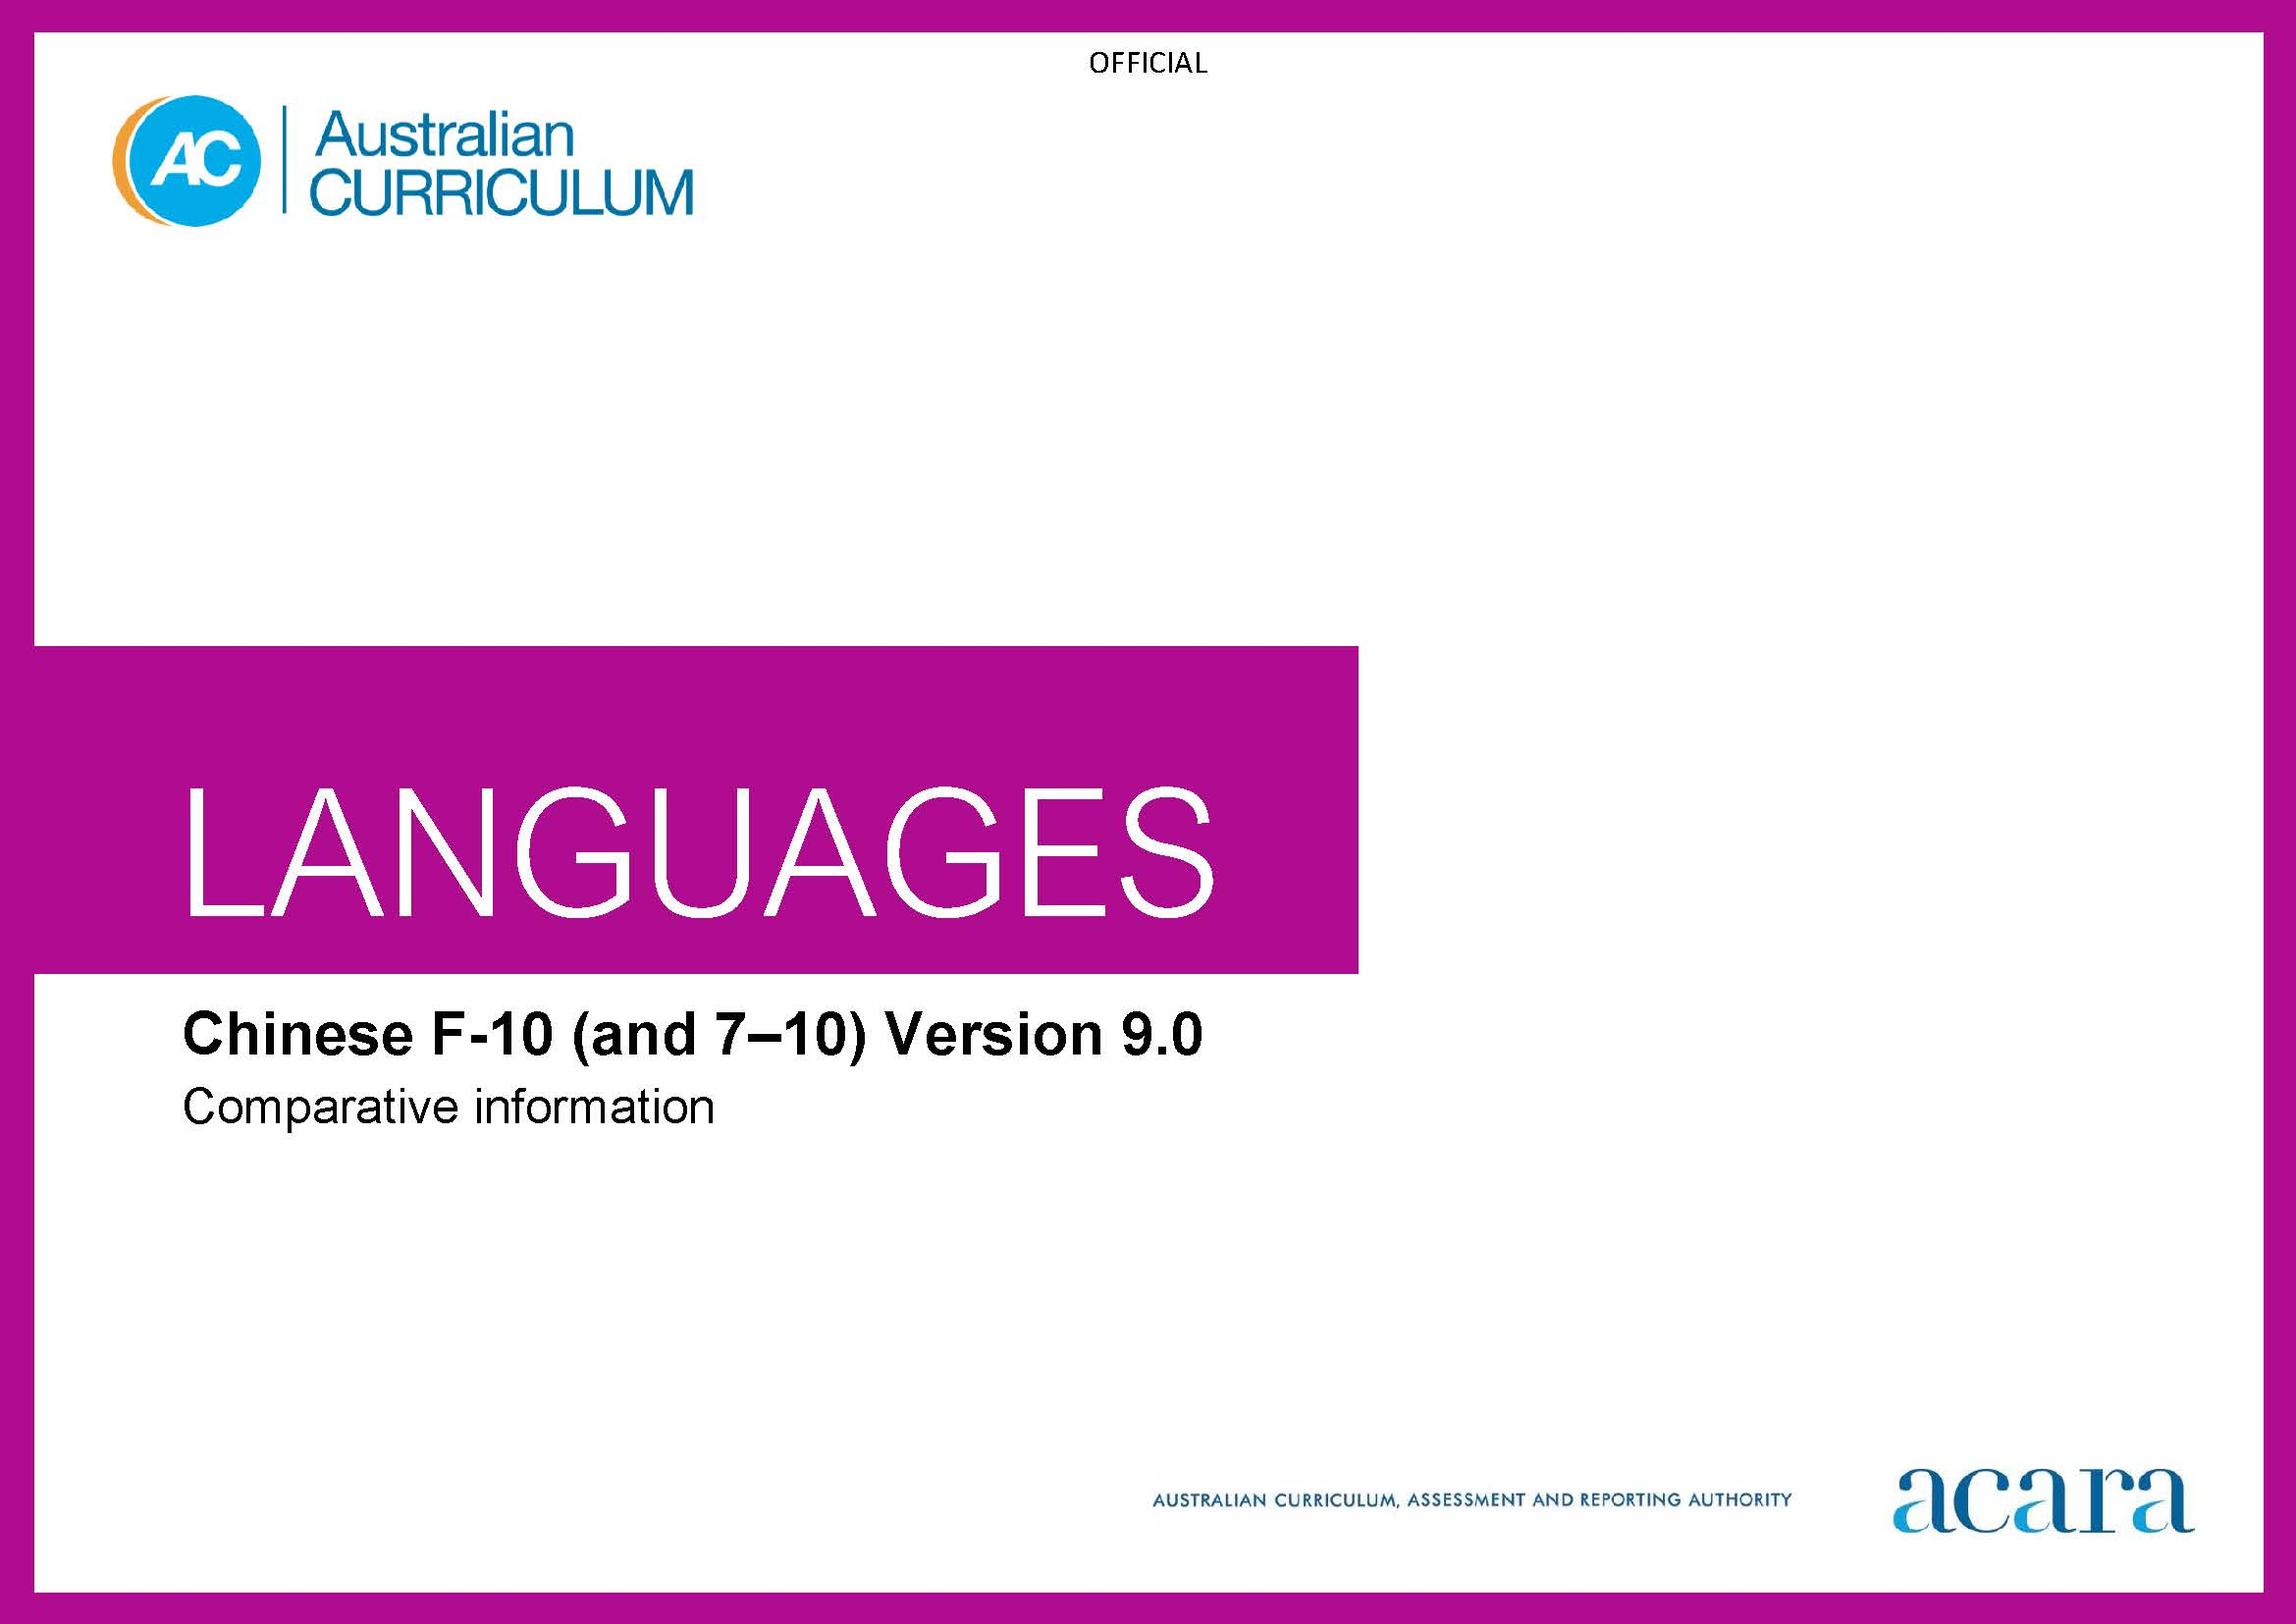 OFFICIAL
AC
Australian
CURRICULUM
LANGUAGES
Chinese F-10 (and 7–10) Version 9.0
Comparative information
AUSTRALIAN CURRICULUM, ASSESSMENT AND REPORTING AUTHORITY
acara